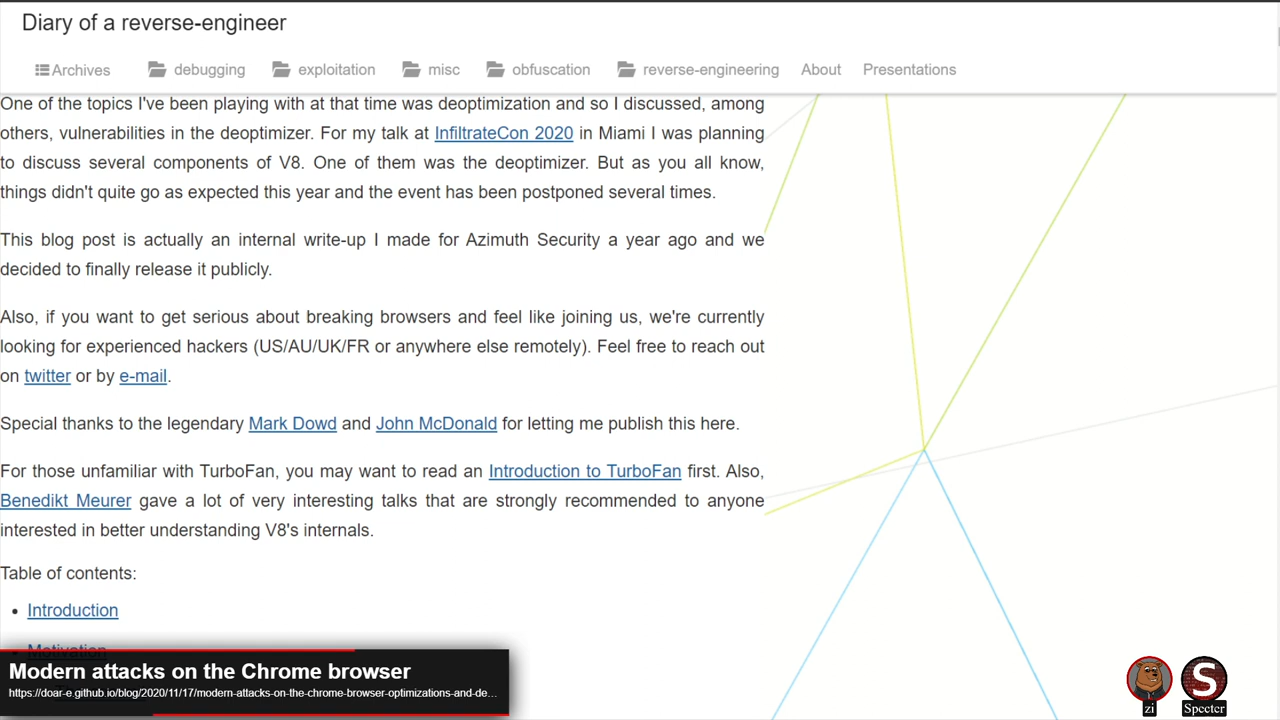 Diary of a reverse-engineer
Archives debugging exploitation misc obfuscation reverse-engineering About Presentations
One of the topics I've been playing with at that time was deoptimization and so I discussed, among
others, vulnerabilities in the deoptimizer. For my talk at InfiltrateCon 2020 in Miami I was planning
to discuss several components of V8. One of them was the deoptimizer. But as you all know,
things didn't quite go as expected this year and the event has been postponed several times.
This blog post is actually an internal write-up I made for Azimuth Security a year ago and we
decided to finally release it publicly.
Also, if you want to get serious about breaking browsers and feel like joining us, we're currently
looking for experienced hackers (US/AU/UK/FR or anywhere else remotely). Feel free to reach out
on twitter or by e-mail.
Special thanks to the legendary Mark Dowd and John McDonald for letting me publish this here.
For those unfamiliar with TurboFan, you may want to read an Introduction to TurboFan first. Also,
Benedikt Meurer gave a lot of very interesting talks that are strongly recommended to anyone
interested in better understanding V8's internals.
Table of contents:
• Introduction
• Motivation
Modern attacks on the Chrome browser
https://doar-e.github.io/blog/2020/11/17/modern-attacks-on-the-chrome-browser-optimizations-and-de...
S
zi Specter